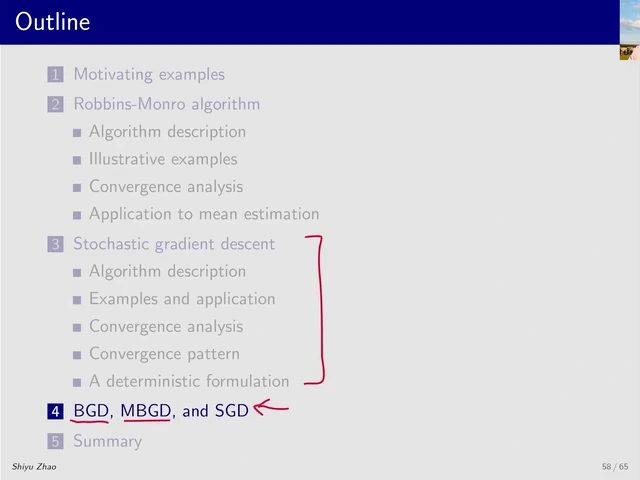 Outline
1 Motivating examples
2 Robbins-Monro algorithm
Algorithm description
Illustrative examples
Convergence analysis
Application to mean estimation
3 Stochastic gradient descent
Algorithm description
Examples and application
Convergence analysis
Convergence pattern
A deterministic formulation
4 BGD, MBGD, and SGD
5 Summary
Shiyu Zhao
58 / 65